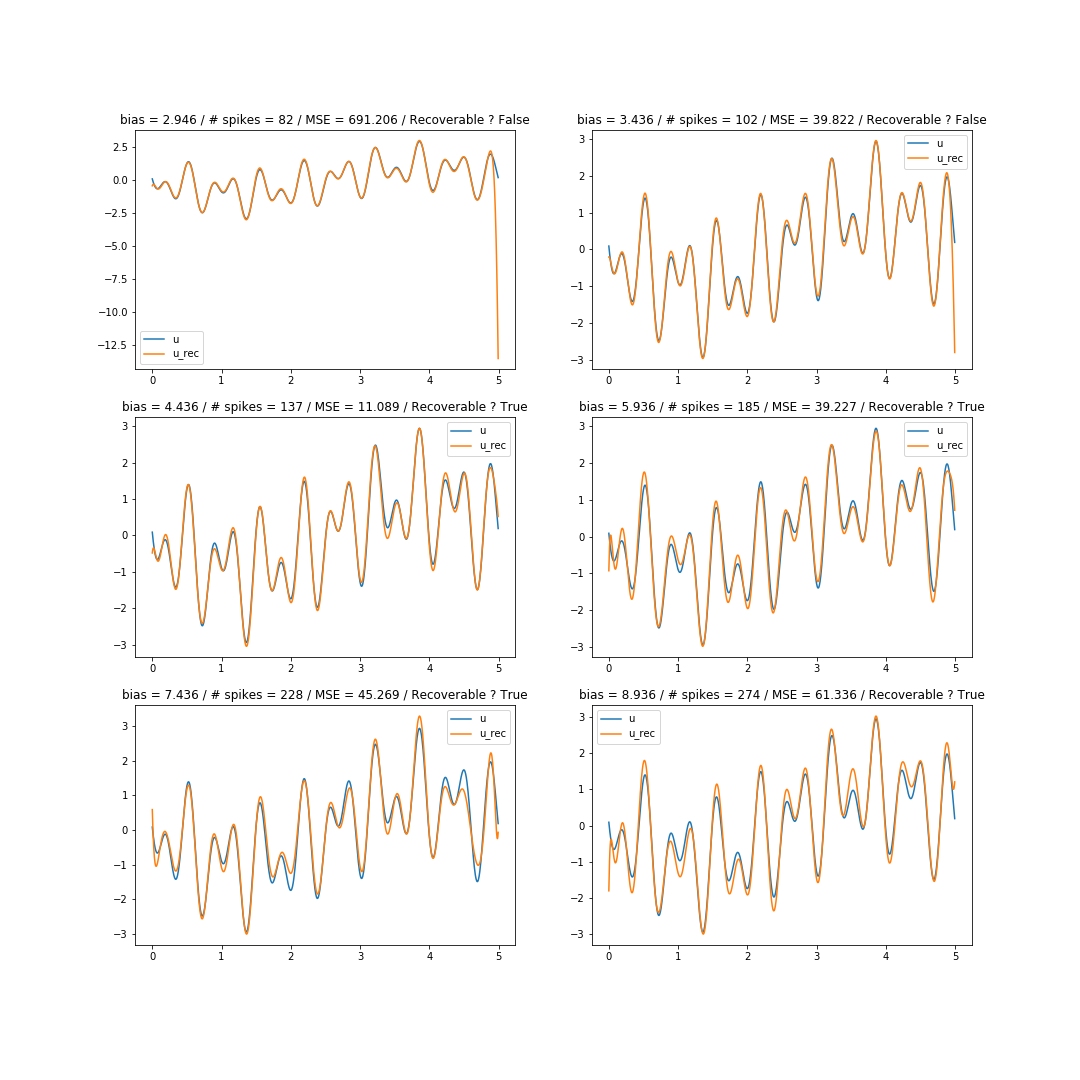 bias = 2.946 / # spikes = 82 / MSE = 691.206 / Recoverable ? False
2.5
0.0
−2.5
−5.0
−7.5
−10.0
−12.5
u
u_rec
0 1 2 3 4 5
bias = 3.436 / # spikes = 102 / MSE = 39.822 / Recoverable ? False
3
2
1
0
−1
−2
−3
u
u_rec
0 1 2 3 4 5
bias = 4.436 / # spikes = 137 / MSE = 11.089 / Recoverable ? True
3
2
1
0
−1
−2
−3
u
u_rec
0 1 2 3 4 5
bias = 5.936 / # spikes = 185 / MSE = 39.227 / Recoverable ? True
3
2
1
0
−1
−2
−3
u
u_rec
0 1 2 3 4 5
bias = 7.436 / # spikes = 228 / MSE = 45.269 / Recoverable ? True
3
2
1
0
−1
−2
−3
u
u_rec
0 1 2 3 4 5
bias = 8.936 / # spikes = 274 / MSE = 61.336 / Recoverable ? True
3
2
1
0
−1
−2
−3
u
u_rec
0 1 2 3 4 5